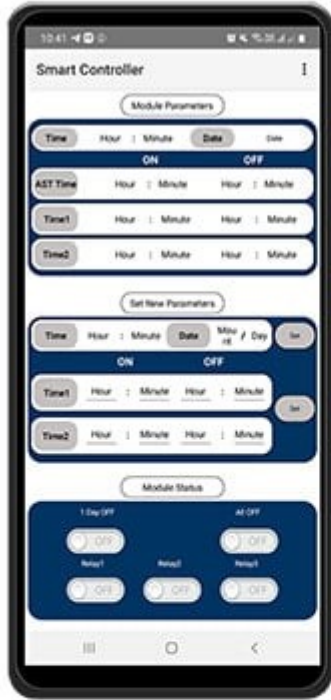 10:41
Smart Controller
Module Parameters
Time Hour : Minute Date Date
ON OFF
AST Time Hour : Minute Hour : Minute
Time1 Hour : Minute Hour : Minute
Time2 Hour : Minute Hour : Minute
Set New Parameters
Time Hour : Minute Date Mou / Day Set
nt
ON OFF
Time1 Hour : Minute Hour : Minute
Set
Time2 Hour : Minute Hour : Minute
Module Status
1 Day OFF All OFF
OFF OFF
Relay1 Relay2 Relay3
OFF OFF OFF